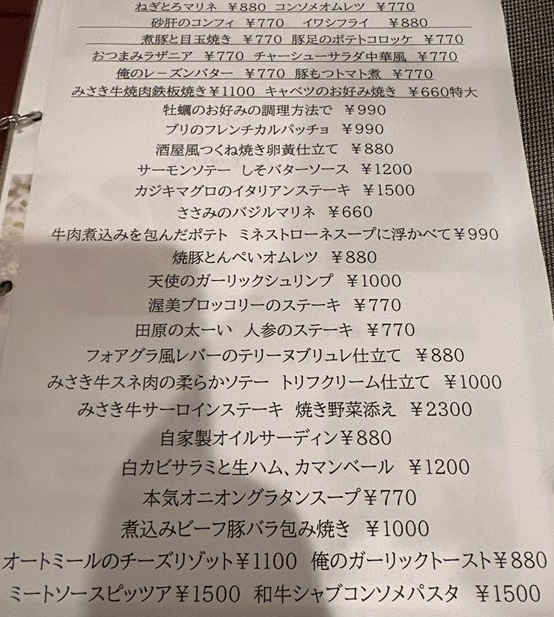 ねぎとろマリネ ¥880 コンソメオムレツ ¥770
砂肝のコンフィ ¥770 イワシフライ ¥880
煮豚と目玉焼き ¥770 豚足のポテトコロッケ ¥770
おつまみラザニア ¥770 チャーシューサラダ中華風 ¥770
俺のレーズンバター ¥770 豚もつトマト煮 ¥770
みさき牛焼肉鉄板焼き¥1100 キャベツのお好み焼き ¥660特大
牡蠣のお好みの調理方法で ¥990
ブリのフレンチカルパッチョ ¥990
酒屋風つくね焼き卵黄仕立て ¥880
サーモンソテー しそバターソース ¥1200
カジキマグロのイタリアンステーキ ¥1500
ささみのバジルマリネ ¥660
牛肉煮込みを包んだポテト ミネストローネスープに浮かべて¥990
焼豚とんぺいオムレツ ¥880
天使のガーリックシュリンプ ¥1000
渥美ブロッコリーのステーキ ¥770
田原の太ーい 人参のステーキ ¥770
フォアグラ風レバーのテリーヌブリュレ仕立て ¥880
みさき牛スネ肉の柔らかソテー トリフクリーム仕立て ¥1000
みさき牛サーロインステーキ 焼き野菜添え ¥2300
自家製オイルサーディン¥880
白カビサラミと生ハム、カマンベール ¥1200
本気オニオングラタンスープ¥770
煮込みビーフ豚バラ包み焼き ¥1000
オートミールのチーズリゾット¥1100 俺のガーリックトースト¥880
ミートソースピッツア¥1500 和牛シャブコンソメパスタ ¥1500